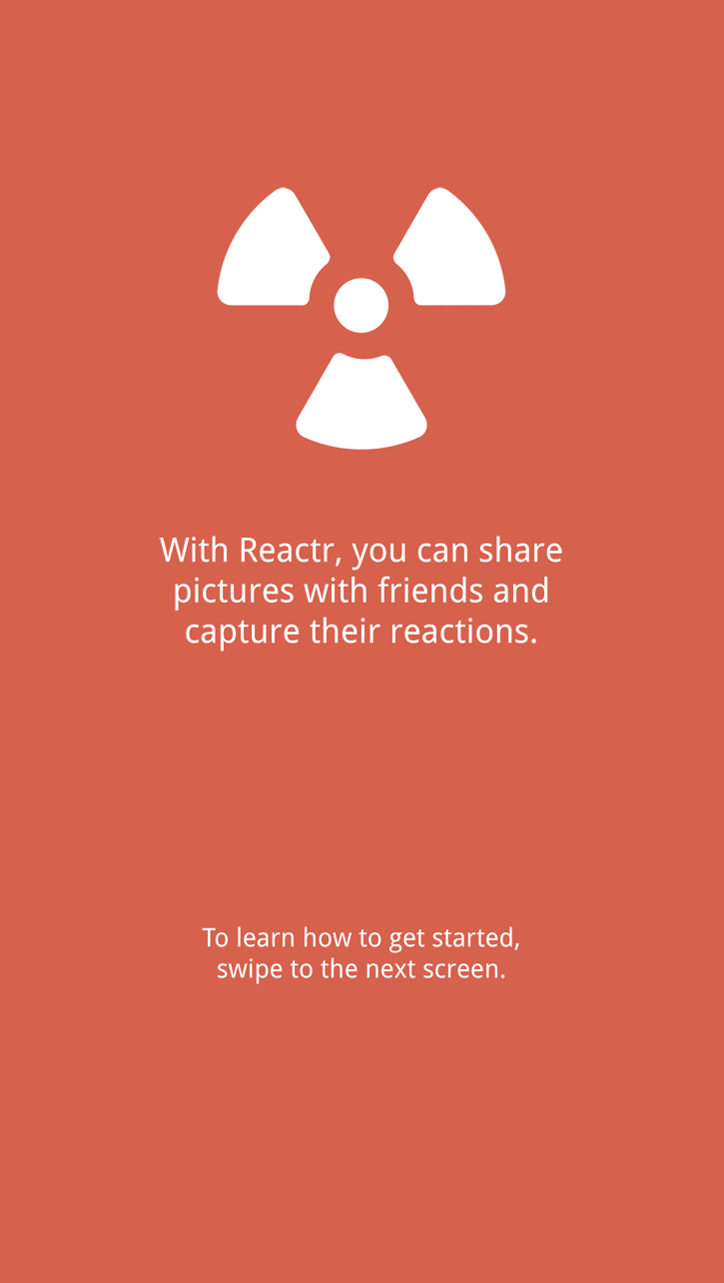 With Reactr, you can share
pictures with friends and
capture their reactions.
To learn how to get started,
swipe to the next screen.